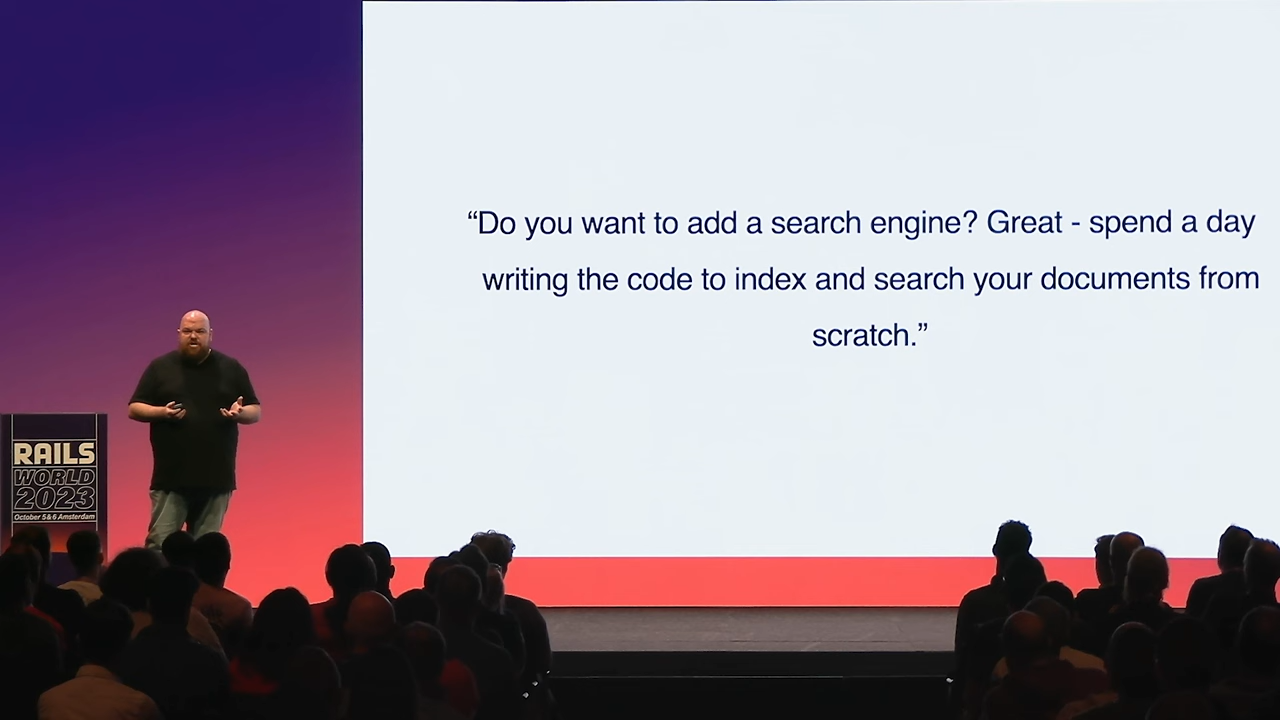 “Do you want to add a search engine? Great - spend a day
writing the code to index and search your documents from
scratch.”
RAILS
WORLD
2023
October 5&6 Amsterdam